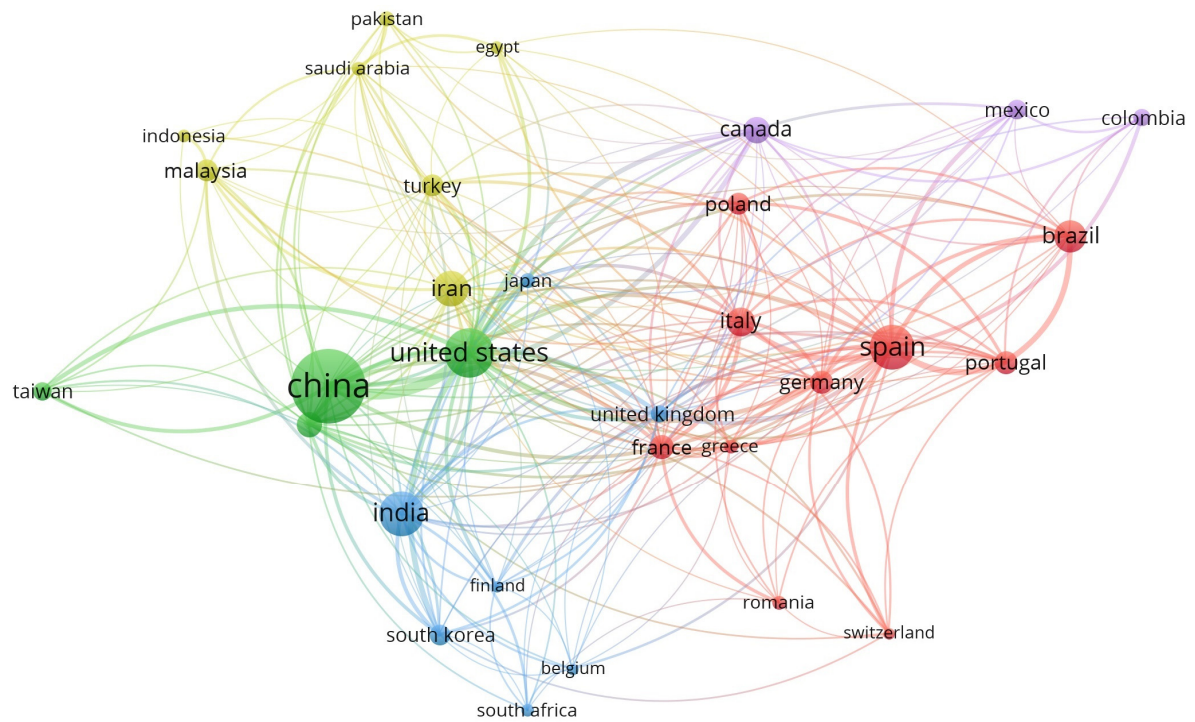 pakistan
egypt
saudi arabia
mexico
colombia
canada
indonesia
malaysia
turkey
poland
brazil
japan
iran
italy
united states
spain
portugal
china
germany
taiwan
united kingdom
france
greece
india
finland
romania
switzerland
south korea
belgium
south africa